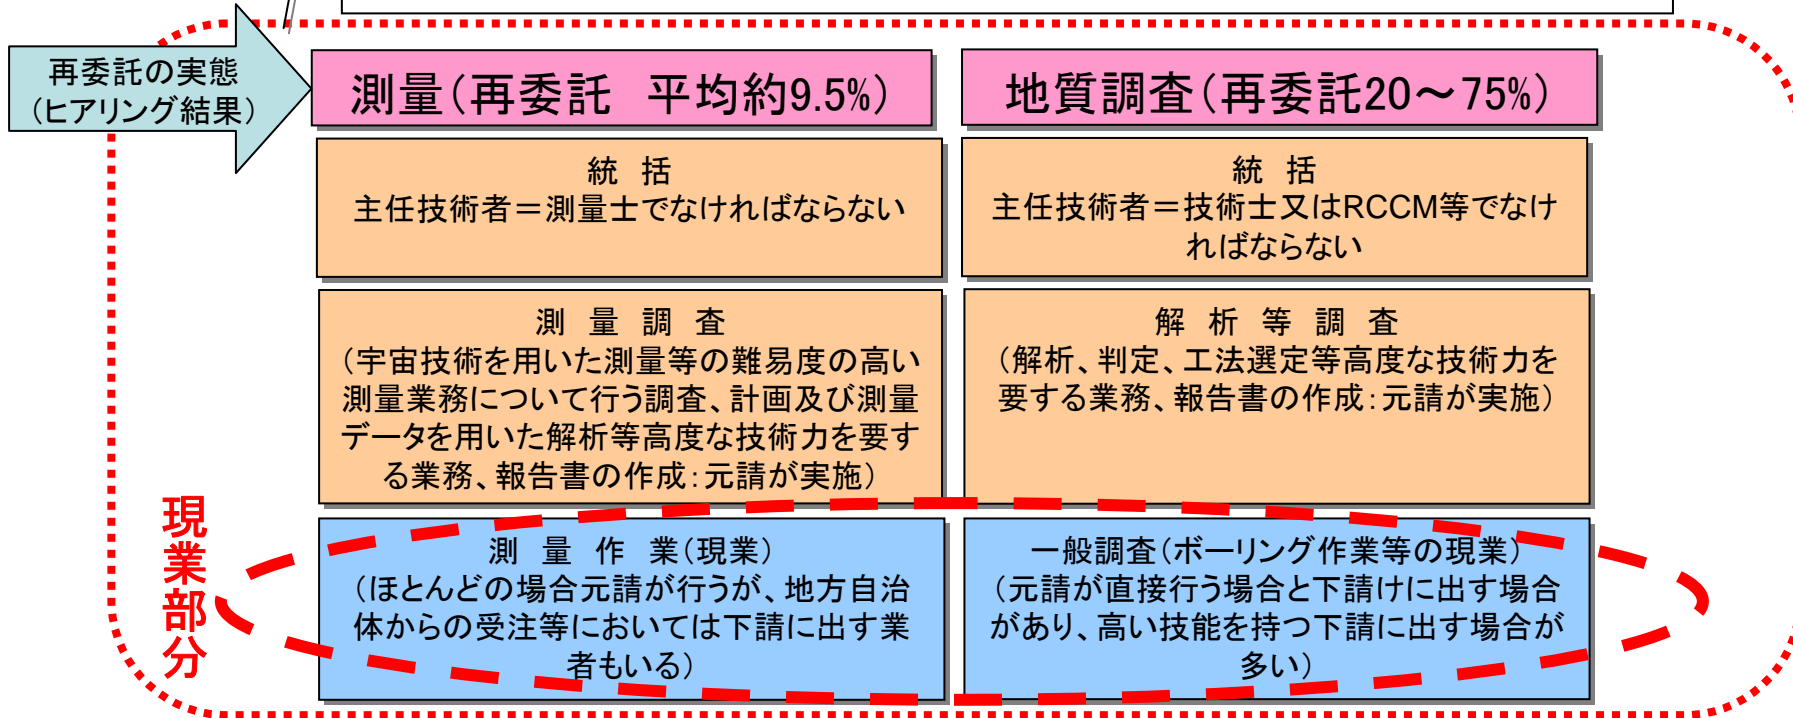 再委託の実態
（ヒアリング結果）
測量（再委託　平均約9.5%）
地質調査（再委託20～75%）
統　括
主任技術者＝測量士でなければならない
統　括
主任技術者＝技術士又はRCCM等でなけ
ればならない
測　量　調　査
（宇宙技術を用いた測量等の難易度の高い
測量業務について行う調査、計画及び測量
データを用いた解析等高度な技術力を要す
る業務、報告書の作成：元請が実施）
解　析　等　調　査
（解析、判定、工法選定等高度な技術力を
要する業務、報告書の作成：元請が実施）
現業部分
測　量　作　業（現業）
（ほとんどの場合元請が行うが、地方自治
体からの受注等においては下請に出す業
者もいる）
一般調査（ボーリング作業等の現業）
（元請が直接行う場合と下請けに出す場合
があり、高い技能を持つ下請に出す場合が
多い）